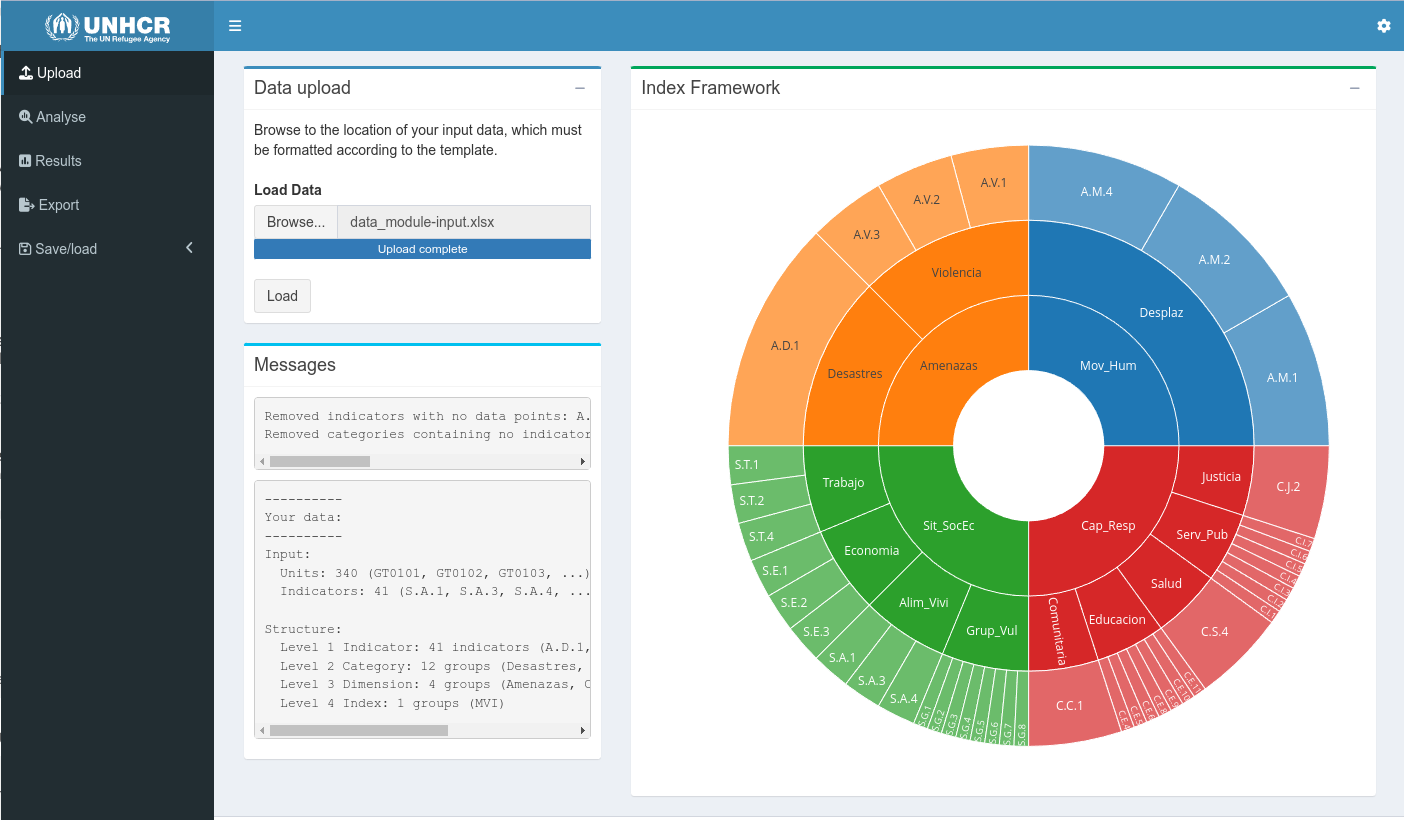 UNHCR
The UN Refugee Agency
Upload
Analyse
Results
Export
Save/load
Data upload
Browse to the location of your input data, which must
be formatted according to the template.
Load Data
Browse... data_module-input.xlsx
Upload complete
Load
Messages
Removed indicators with no data points: A.
Removed categories containing no indicator
----------
Your data:
----------
Input:
Units: 340 (GT0101, GT0102, GT0103, ...)
Indicators: 41 (S.A.1, S.A.3, S.A.4, ...
Structure:
Level 1 Indicator: 41 indicators (A.D.1,
Level 2 Category: 12 groups (Desastres,
Level 3 Dimension: 4 groups (Amenazas, C
Level 4 Index: 1 groups (MVI)
Index Framework
A.V.1
A.M.4
A.V.2
A.V.3
A.M.2
Violencia
Desplaz
A.D.1
Desastres
Amenazas
Mov_Hum
A.M.1
S.T.1
Trabajo
Justicia
C.J.2
S.T.2
Sit_SocEc
Cap_Resp
Serv_Pub
S.T.4
Economia
S.E.1
Salud
S.E.2
Alim_Vivi
Comunitaria
Educacion
S.E.3
Grup_Vul
C.S.4
S.A.1
S.A.3
S.A.4
C.C.1
S.G.1
S.G.2
S.G.3
S.G.4
S.G.5
S.G.6
S.G.7
S.G.8